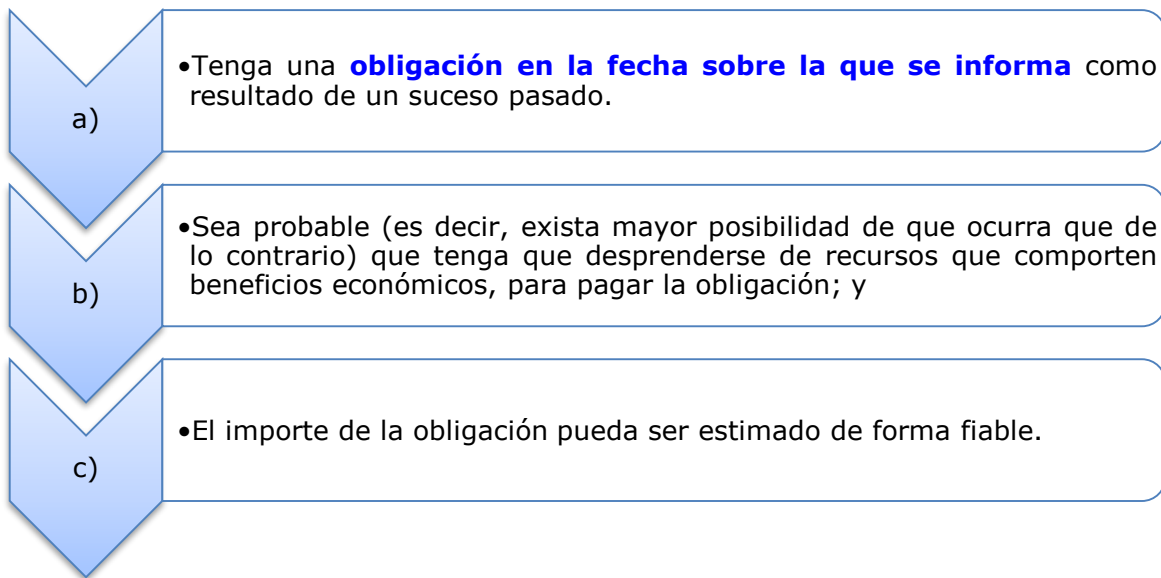 a)
•Tenga una obligación en la fecha sobre la que se informa como
resultado de un suceso pasado.
b)
•Sea probable (es decir, exista mayor posibilidad de que ocurra que de
lo contrario) que tenga que desprenderse de recursos que comporten
beneficios económicos, para pagar la obligación; y
c)
•El importe de la obligación pueda ser estimado de forma fiable.